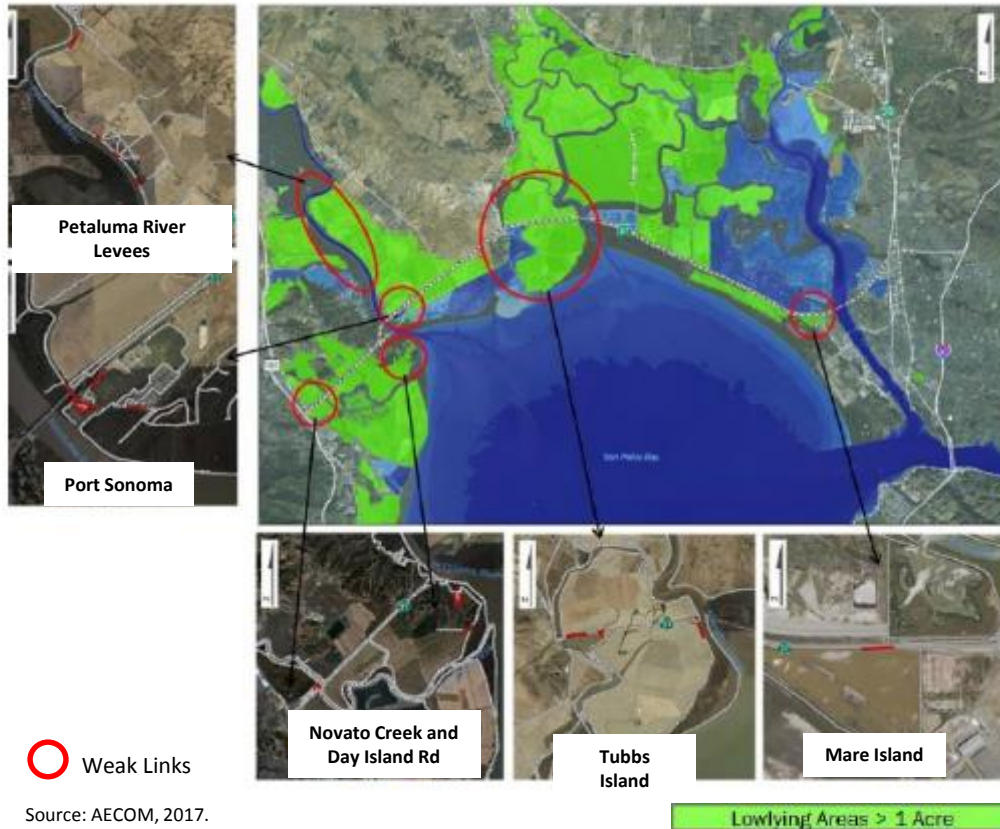 Petaluma River
Levees
Port Sonoma
San Pablo Bay
Novato Creek and
Day Island Rd
Tubbs
Island
Mare Island
Weak Links
Source: AECOM, 2017.
Lowlying Areas > 1 Acre